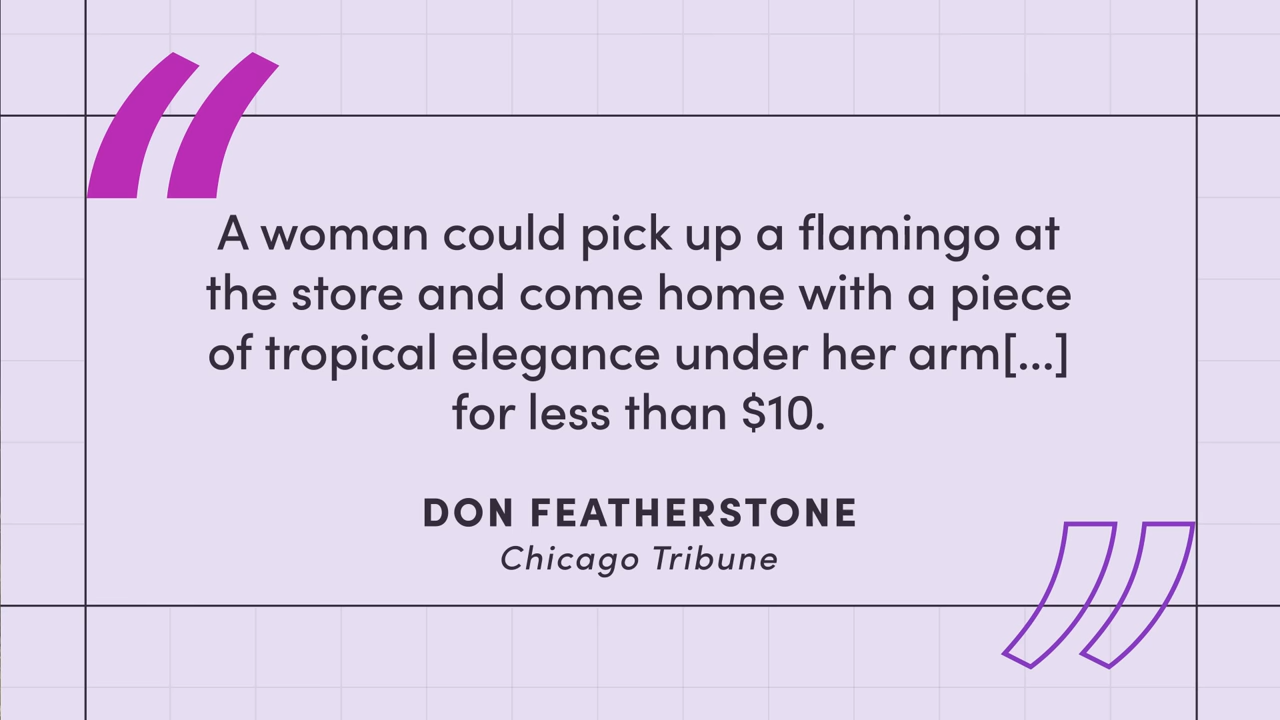 A woman could pick up a flamingo at
the store and come home with a piece
of tropical elegance under her arm[...]
for less than $10.
DON FEATHERSTONE
Chicago Tribune